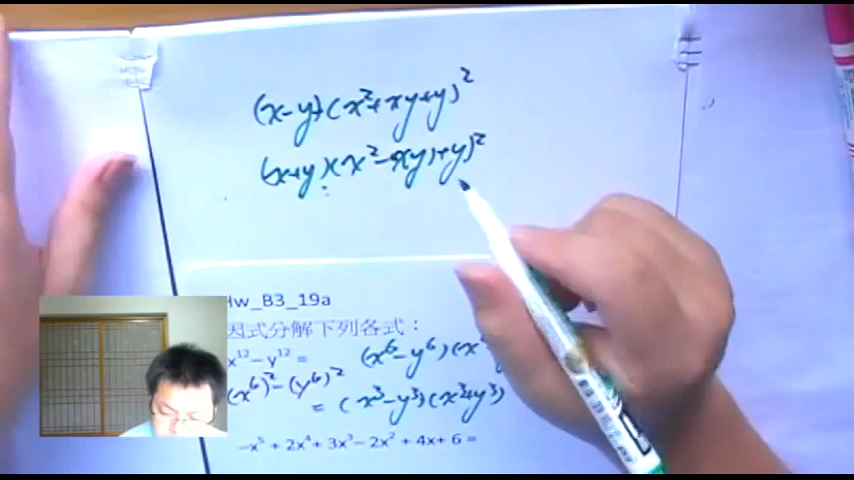 (x-y)(x²+xy+y)²
(x+y)(x²-xy)+y)²
Hw_B3_19a
因式分解下列各式：
x¹² − y¹² = (x⁶-y⁶)(x⁶
(x⁶)²-(y⁶)²
= (x³-y³)(x³+y³)
-x⁵ + 2x⁴ + 3x³ − 2x² + 4x + 6 =